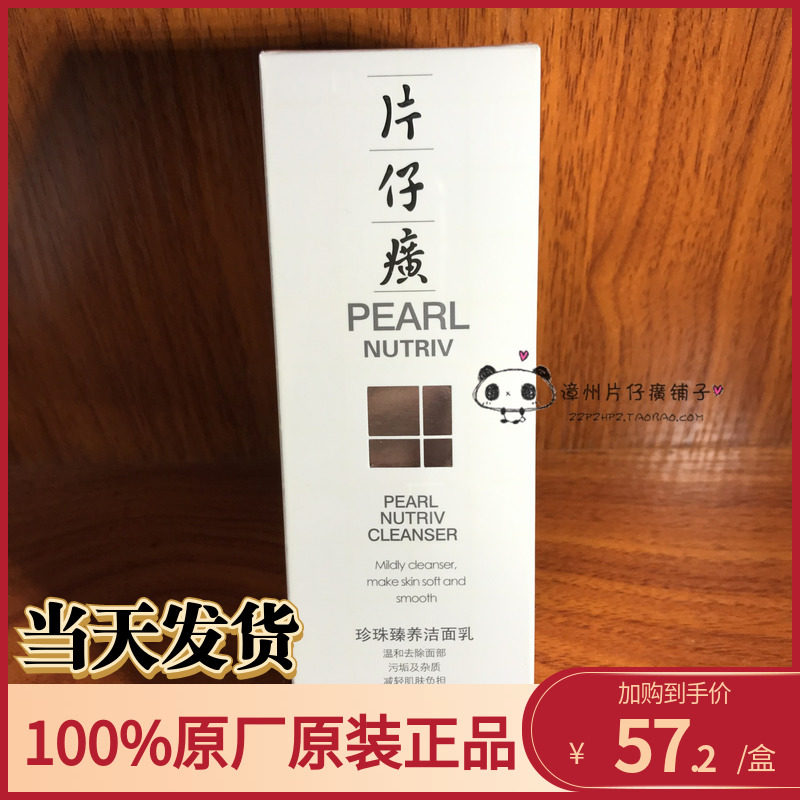 片
仔
癀
PEARL
NUTRIV
漳州片仔癀铺子
ZZPZHPZ.TAOBAO.COM
PEARL
NUTRIV
CLEANSER
Mildly cleanser,
make skin soft and
smooth
珍珠臻养洁面乳
温和去除面部
污垢及杂质
减轻肌肤负担
当天发货
100%原厂原装正品
加购到手价
¥ 57.2 /盒